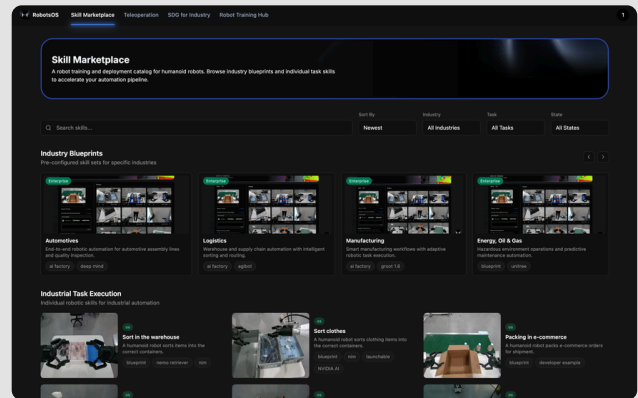 RobotsOS Skill Marketplace Teleoperation SDG for Industry Robot Training Hub 1
Skill Marketplace
A robot training and deployment catalog for humanoid robots. Browse industry blueprints and individual task skills
to accelerate your automation pipeline.
Sort By Industry Task State
Search skills... Newest All Industries All Tasks All States
Industry Blueprints
Pre-configured skill sets for specific industries
Enterprise Enterprise Enterprise Enterprise
Automotives
End-to-end robotic automation for automotive assembly lines
and quality inspection.
ai factory deep mind
Logistics
Warehouse and supply chain automation with intelligent
sorting and routing.
ai factory agibot
Manufacturing
Smart manufacturing workflows with adaptive
robotic task execution.
ai factory groot 1.6
Energy, Oil & Gas
Hazardous environment operations and predictive
maintenance automation.
blueprint unitree
Industrial Task Execution
Individual robotic skills for industrial automation
Sort in the warehouse
A humanoid robot sorts items into the
correct containers.
blueprint nemo retriever nim
Sort clothes
A humanoid robot sorts clothing items into
the correct containers.
blueprint nim launchable
NVIDIA AI
Packing in e-commerce
A humanoid robot packs e-commerce orders
for shipment.
blueprint developer example